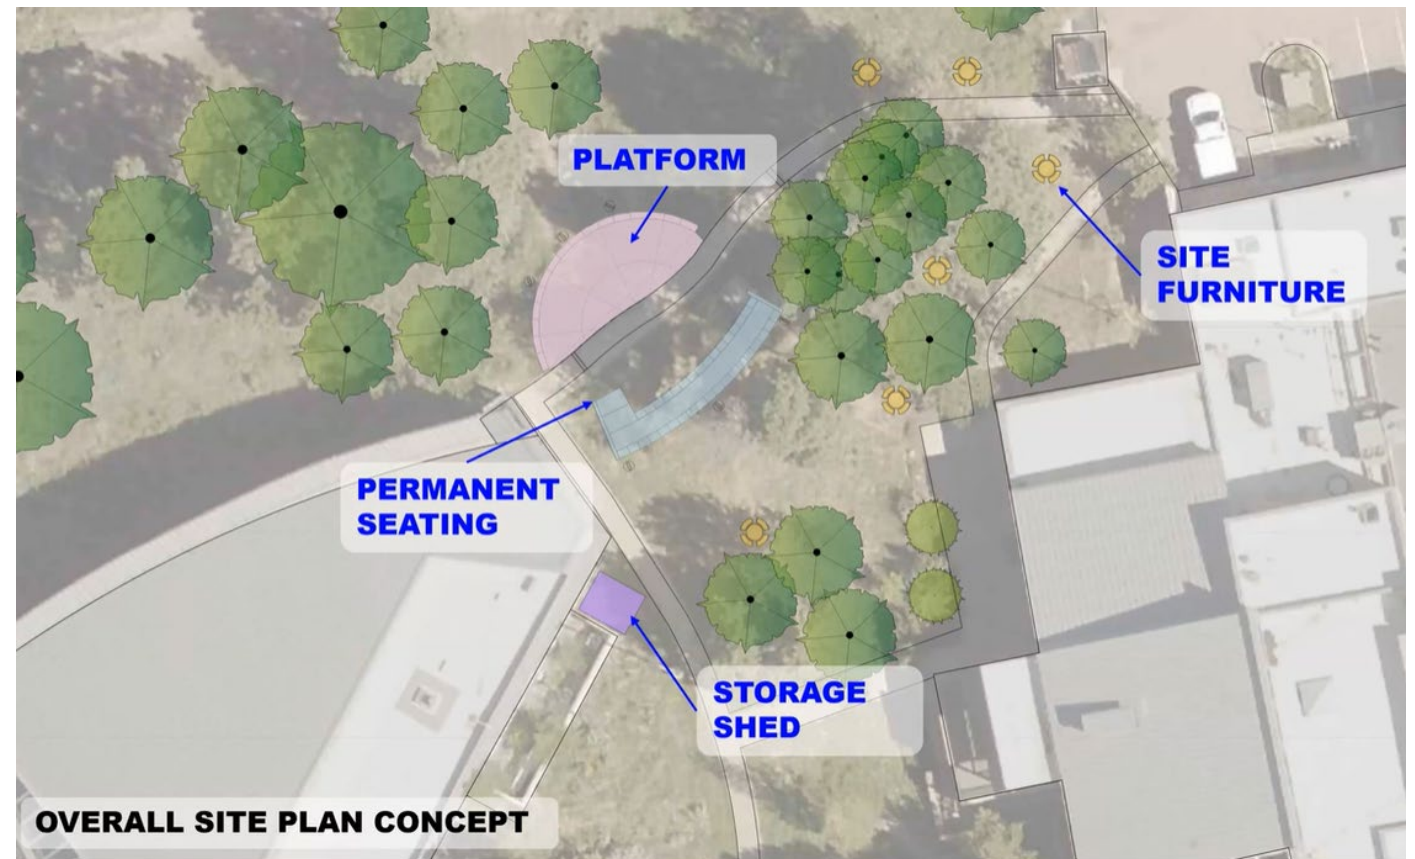 PLATFORM
SITE
FURNITURE
PERMANENT
SEATING
STORAGE
SHED
OVERALL SITE PLAN CONCEPT